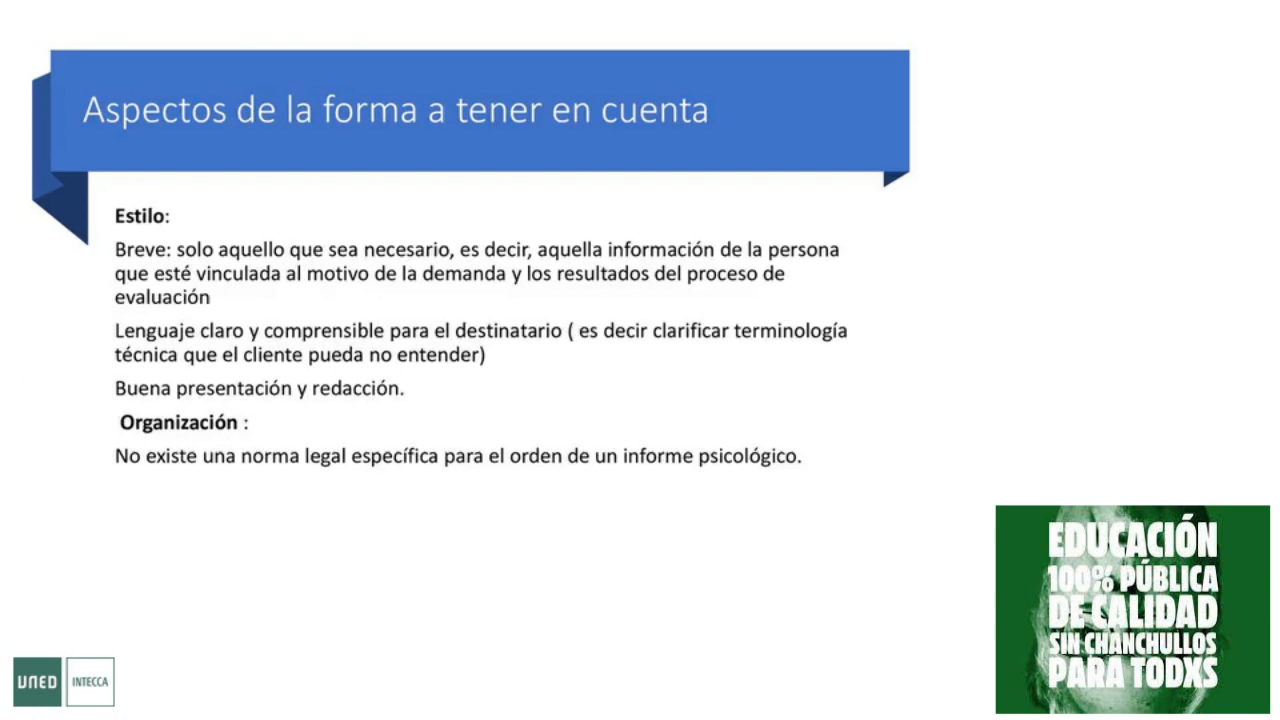 Aspectos de la forma a tener en cuenta
Estilo:
Breve: solo aquello que sea necesario, es decir, aquella información de la persona
que esté vinculada al motivo de la demanda y los resultados del proceso de
evaluación
Lenguaje claro y comprensible para el destinatario ( es decir clarificar terminología
técnica que el cliente pueda no entender)
Buena presentación y redacción.
Organización :
No existe una norma legal específica para el orden de un informe psicológico.
EDUCACIÓN
100% PÚBLICA
DE CALIDAD
SIN CHANCHULLOS
PARA TODXS
UNED
INTECCA